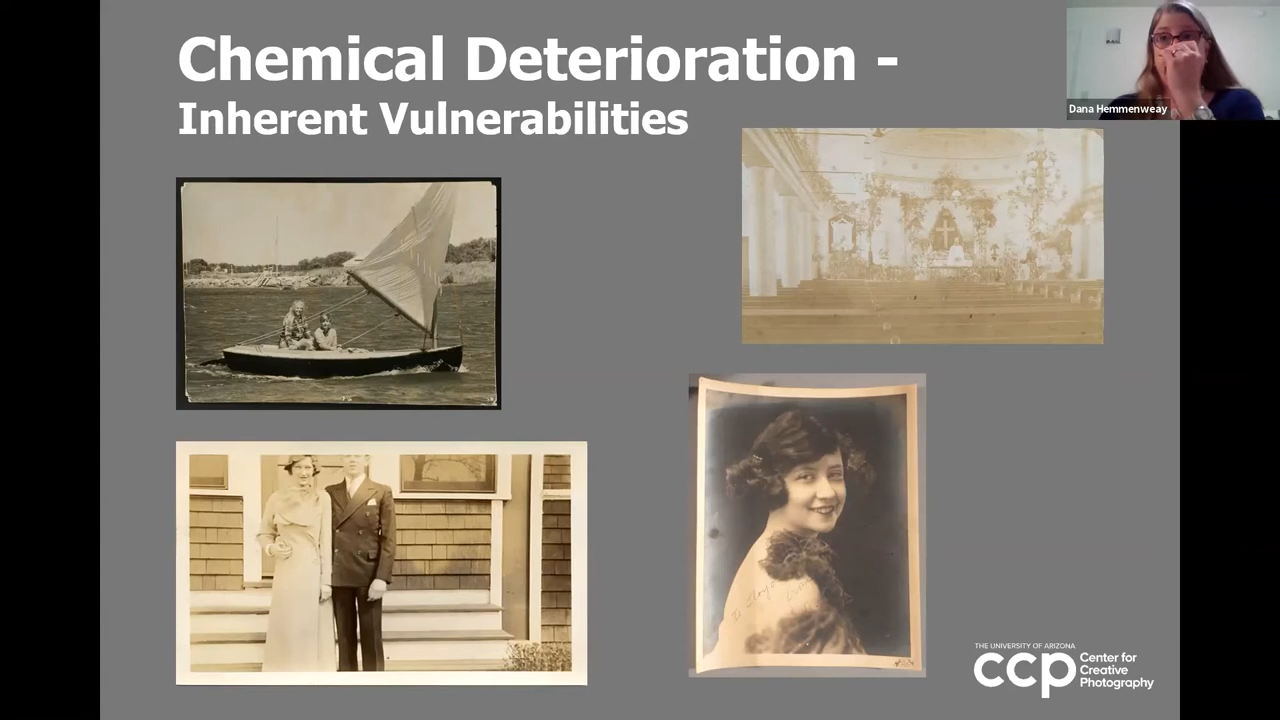 Chemical Deterioration -
Inherent Vulnerabilities
Dana Hemmenweay
THE UNIVERSITY OF ARIZONA
ccp Center for
Creative
Photography